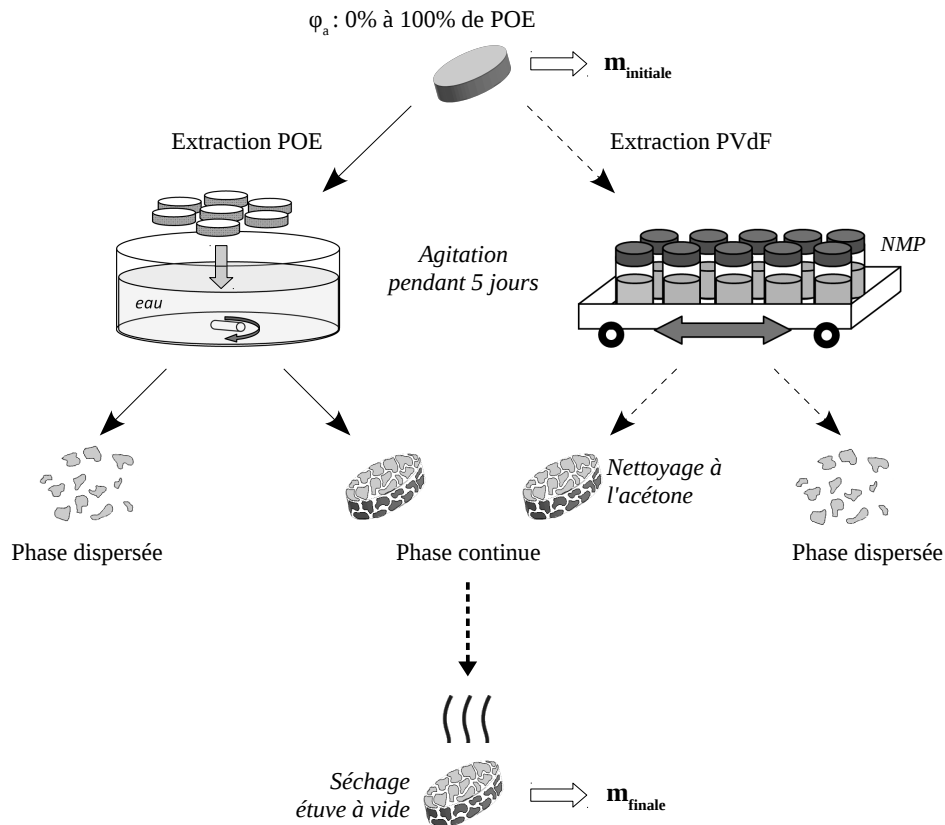 φa : 0% à 100% de POE
minitiale
Extraction POE
Extraction PVdF
Agitation
pendant 5 jours
NMP
eau
Nettoyage à
l'acétone
Phase dispersée
Phase continue
Phase dispersée
Séchage
étuve à vide
mfinale